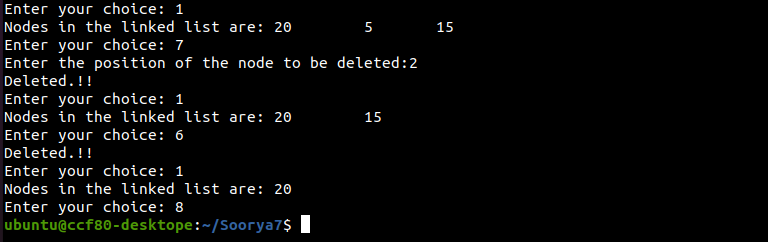 Enter your choice: 1
Nodes in the linked list are: 20	5	15
Enter your choice: 7
Enter the position of the node to be deleted:2
Deleted.!!
Enter your choice: 1
Nodes in the linked list are: 20	15
Enter your choice: 6
Deleted.!!
Enter your choice: 1
Nodes in the linked list are: 20
Enter your choice: 8
ubuntu@ccf80-desktope:~/Soorya7$